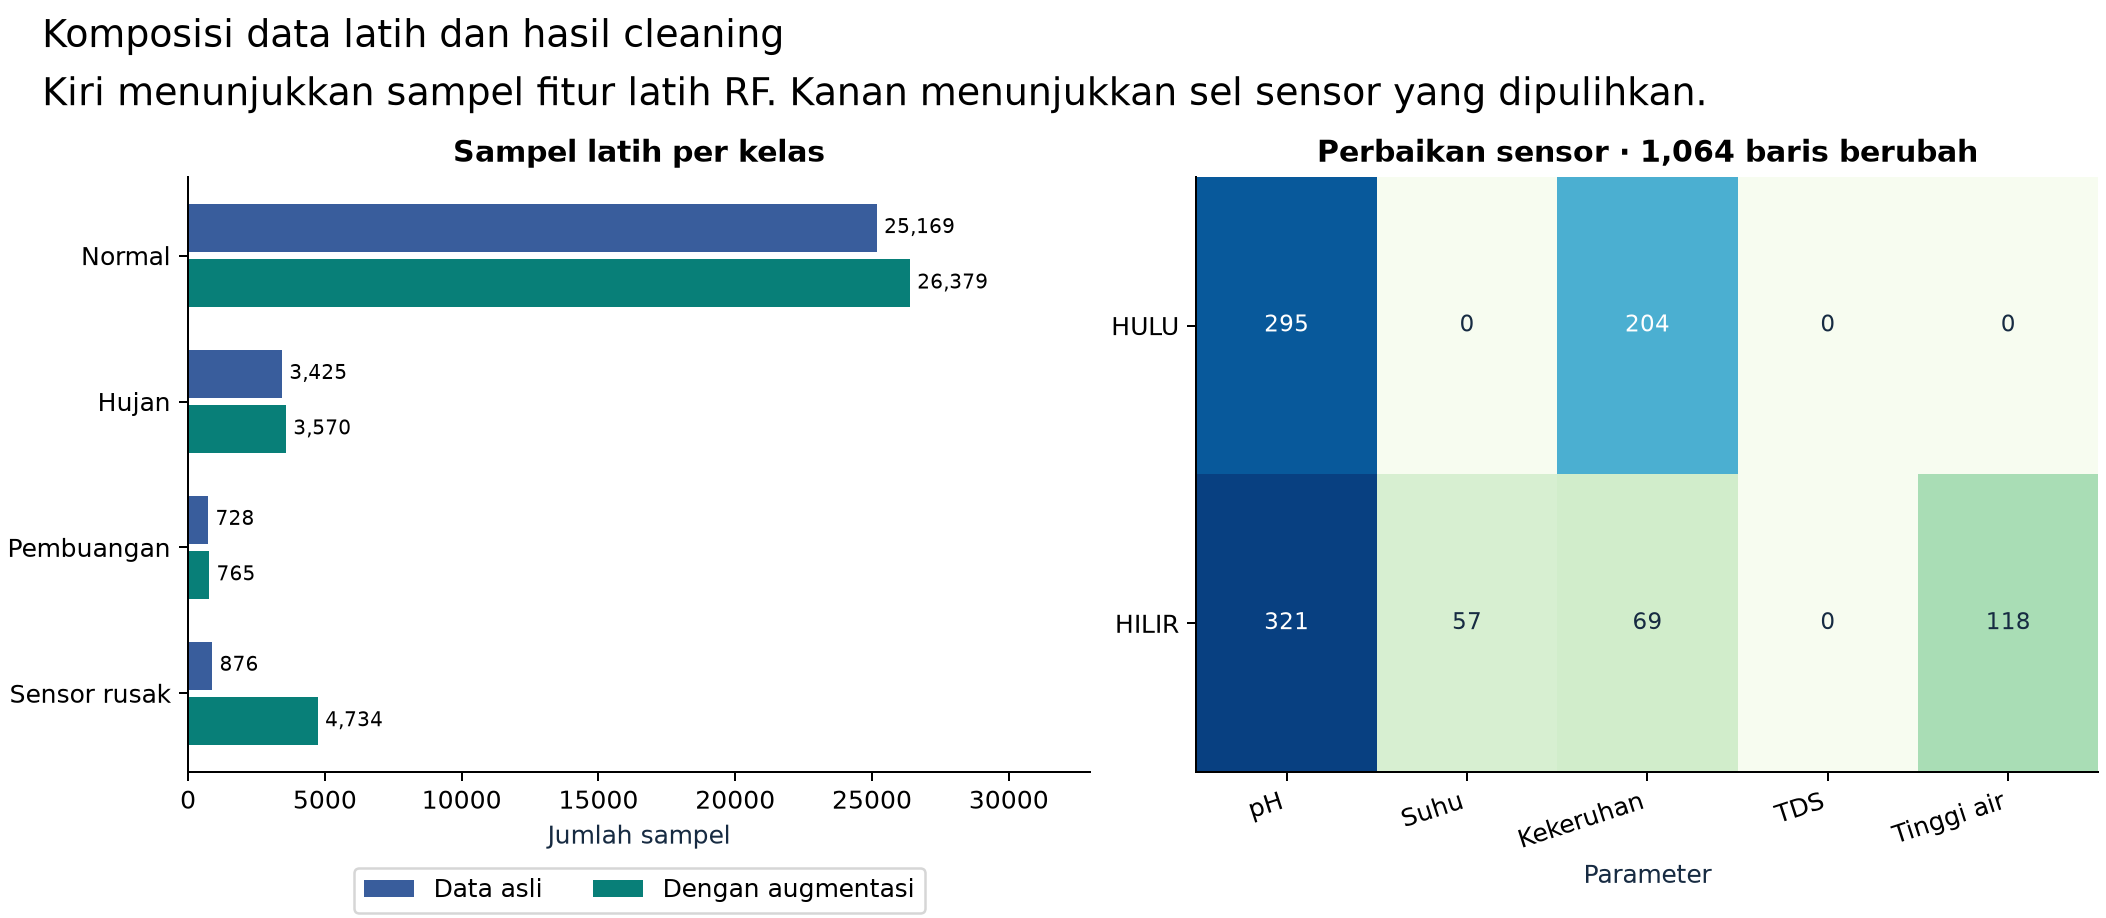 Komposisi data latih dan hasil cleaning
Kiri menunjukkan sampel fitur latih RF. Kanan menunjukkan sel sensor yang dipulihkan.
Sampel latih per kelas
Normal
25,169
26,379
Hujan
3,425
3,570
Pembuangan
728
765
Sensor rusak
876
4,734
0 5000 10000 15000 20000 25000 30000
Jumlah sampel
Data asli Dengan augmentasi
Perbaikan sensor · 1,064 baris berubah
HULU 295 0 204 0 0
HILIR 321 57 69 0 118
pH Suhu Kekeruhan TDS Tinggi air
Parameter